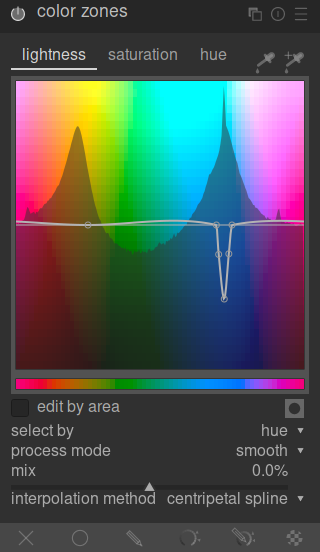 color zones
lightness saturation hue
edit by area
select by hue
process mode smooth
mix 0.0%
interpolation method centripetal spline